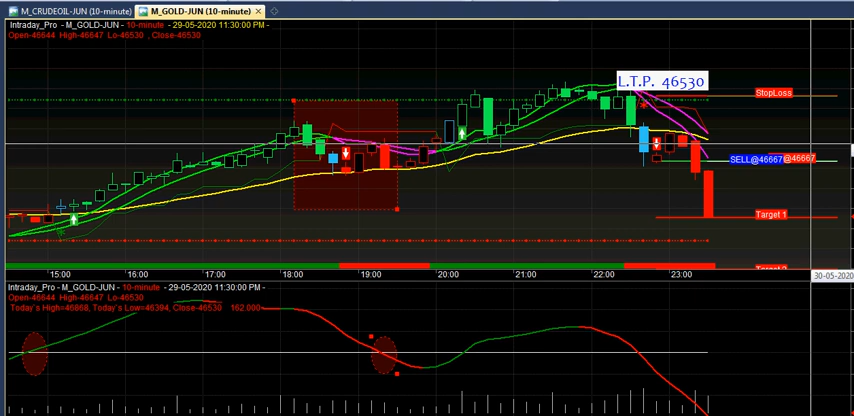 M_CRUDEOIL-JUN (10-minute) M_GOLD-JUN (10-minute)
Intraday_Pro - M_GOLD-JUN - 10-minute - 29-05-2020 11:30:00 PM -
Open-46644 High-46647 Lo-46530 , Close-46530
L.T.P. 46530
StopLoss
SELL@46667 @46667
Target 1
Target 2
15:00 16:00 17:00 18:00 19:00 20:00 21:00 22:00 23:00 30-05-2020
Intraday_Pro - M_GOLD-JUN - 10-minute - 29-05-2020 11:30:00 PM -
Open-46644 High-46647 Lo-46530
Today's High=46868, Today's Low=46394, Close-46530 162.000